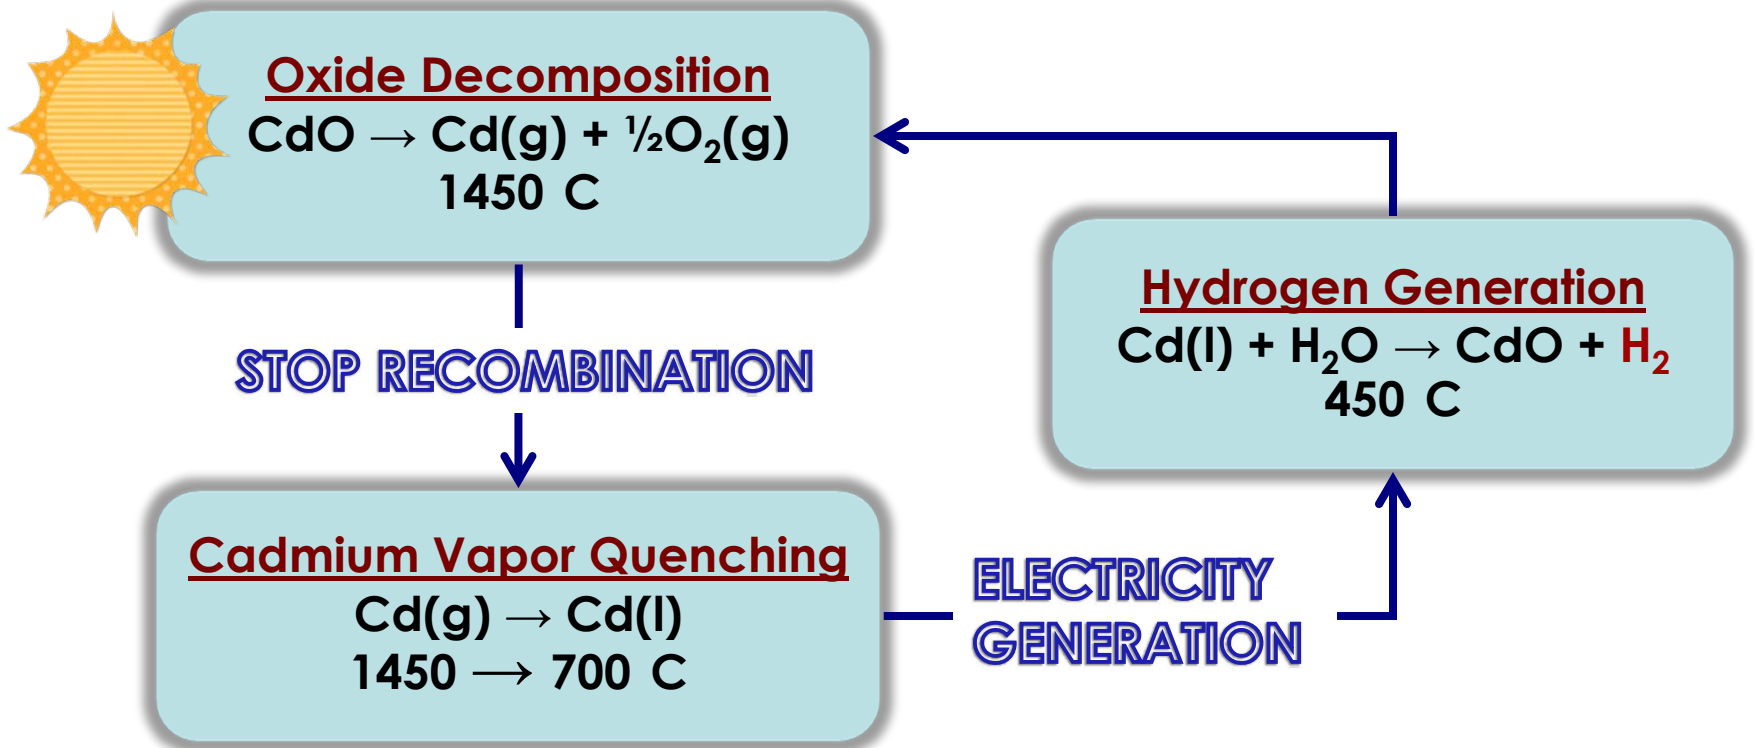 Oxide Decomposition
CdO → Cd(g) + ½O₂(g)
1450 C
STOP RECOMBINATION
Cadmium Vapor Quenching
Cd(g) → Cd(l)
1450 → 700 C
ELECTRICITY
GENERATION
Hydrogen Generation
Cd(l) + H₂O → CdO + H₂
450 C